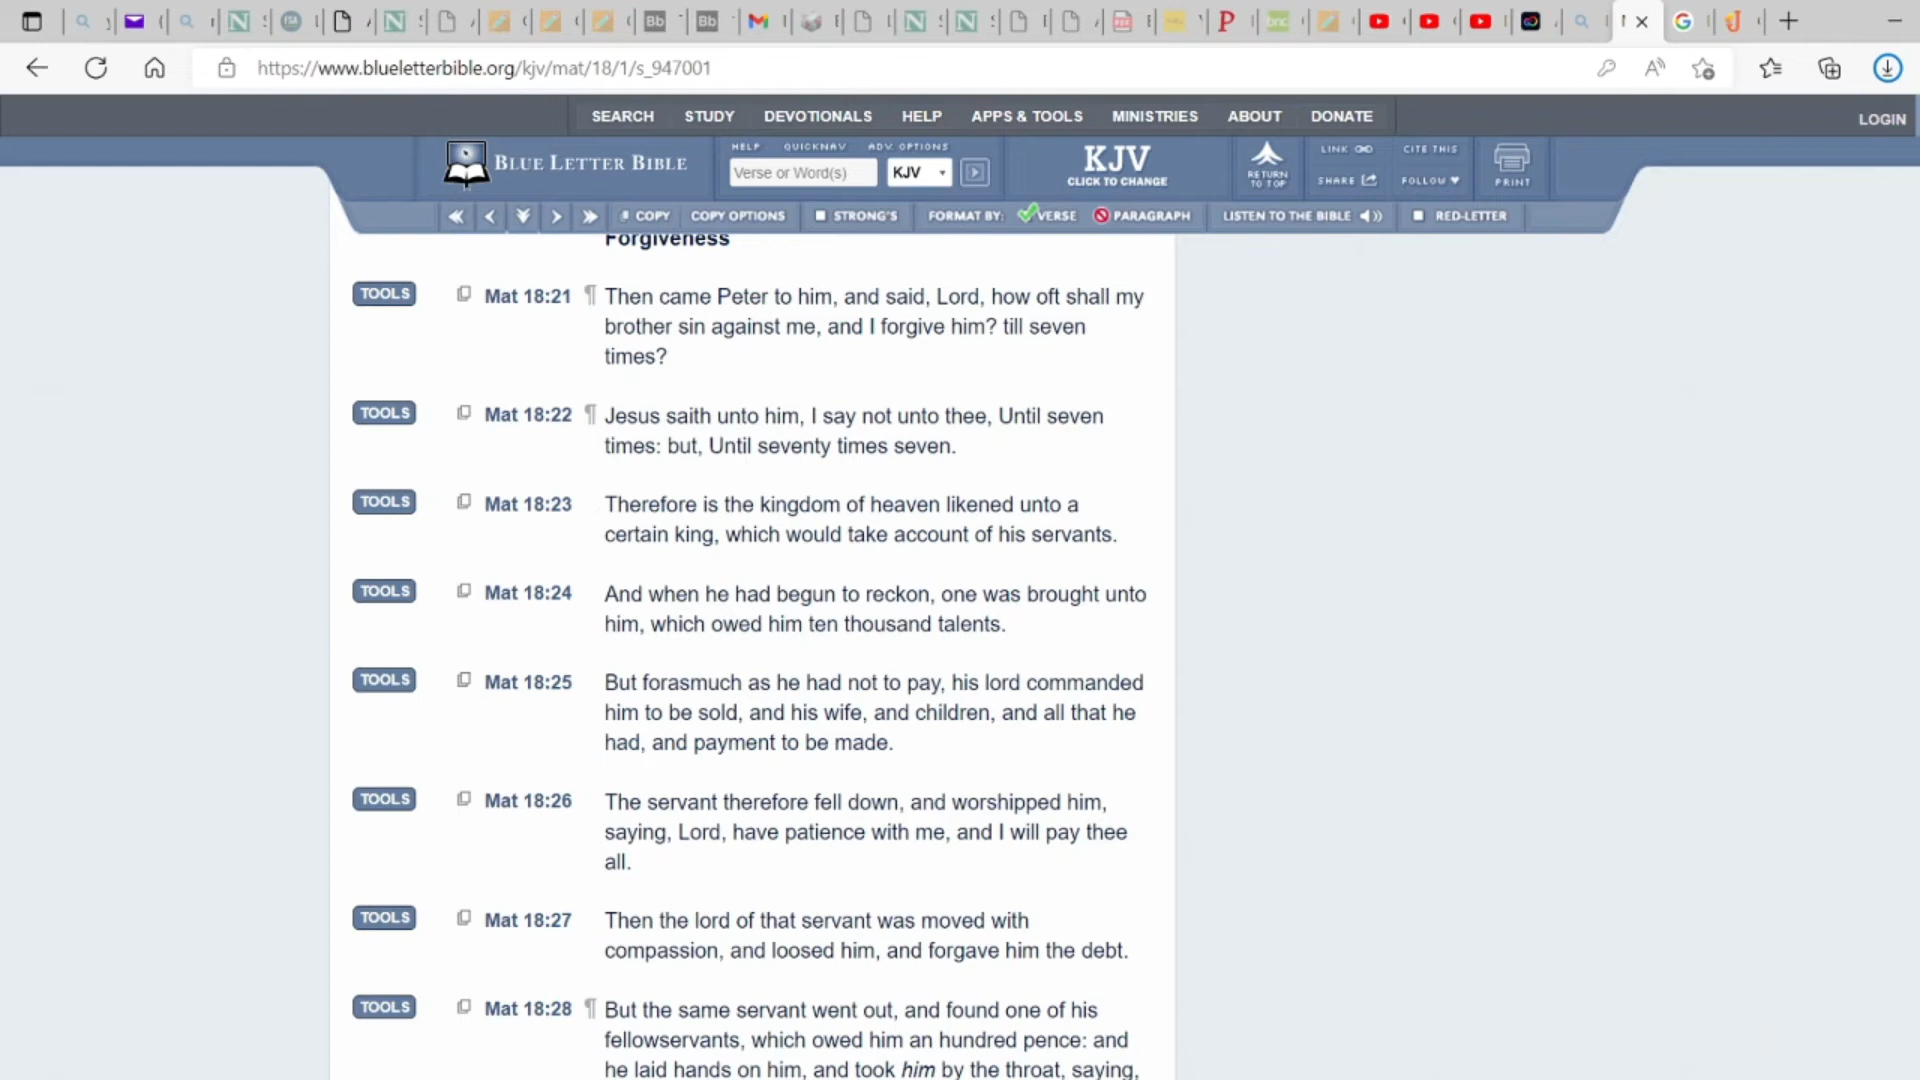 https://www.blueletterbible.org/kjv/mat/18/1/s_947001
SEARCH STUDY DEVOTIONALS HELP APPS & TOOLS MINISTRIES ABOUT DONATE
LOGIN
BLUE LETTER BIBLE
HELP QUICKNAV ADV. OPTIONS
Verse or Word(s) KJV
KJV
CLICK TO CHANGE
RETURN
TO TOP
LINK CITE THIS
SHARE FOLLOW
PRINT
COPY COPY OPTIONS STRONG'S FORMAT BY: VERSE PARAGRAPH LISTEN TO THE BIBLE RED-LETTER
Forgiveness
TOOLS Mat 18:21 ¶ Then came Peter to him, and said, Lord, how oft shall my
brother sin against me, and I forgive him? till seven
times?
TOOLS Mat 18:22 ¶ Jesus saith unto him, I say not unto thee, Until seven
times: but, Until seventy times seven.
TOOLS Mat 18:23 Therefore is the kingdom of heaven likened unto a
certain king, which would take account of his servants.
TOOLS Mat 18:24 And when he had begun to reckon, one was brought unto
him, which owed him ten thousand talents.
TOOLS Mat 18:25 But forasmuch as he had not to pay, his lord commanded
him to be sold, and his wife, and children, and all that he
had, and payment to be made.
TOOLS Mat 18:26 The servant therefore fell down, and worshipped him,
saying, Lord, have patience with me, and I will pay thee
all.
TOOLS Mat 18:27 Then the lord of that servant was moved with
compassion, and loosed him, and forgave him the debt.
TOOLS Mat 18:28 ¶ But the same servant went out, and found one of his
fellowservants, which owed him an hundred pence: and
he laid hands on him, and took him by the throat, saying,